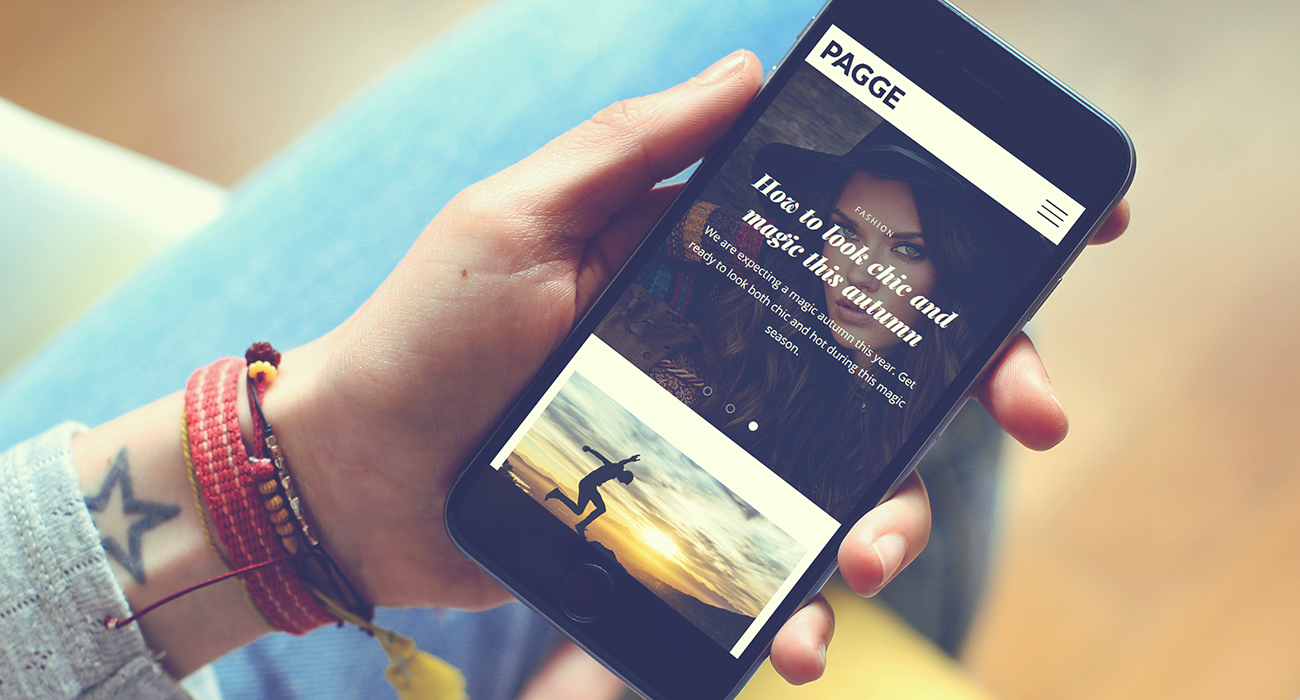 PAGGE
FASHION
How to look chic and
magic this autumn
We are expecting a magic autumn this year. Get
ready to look both chic and hot during this magic
season.